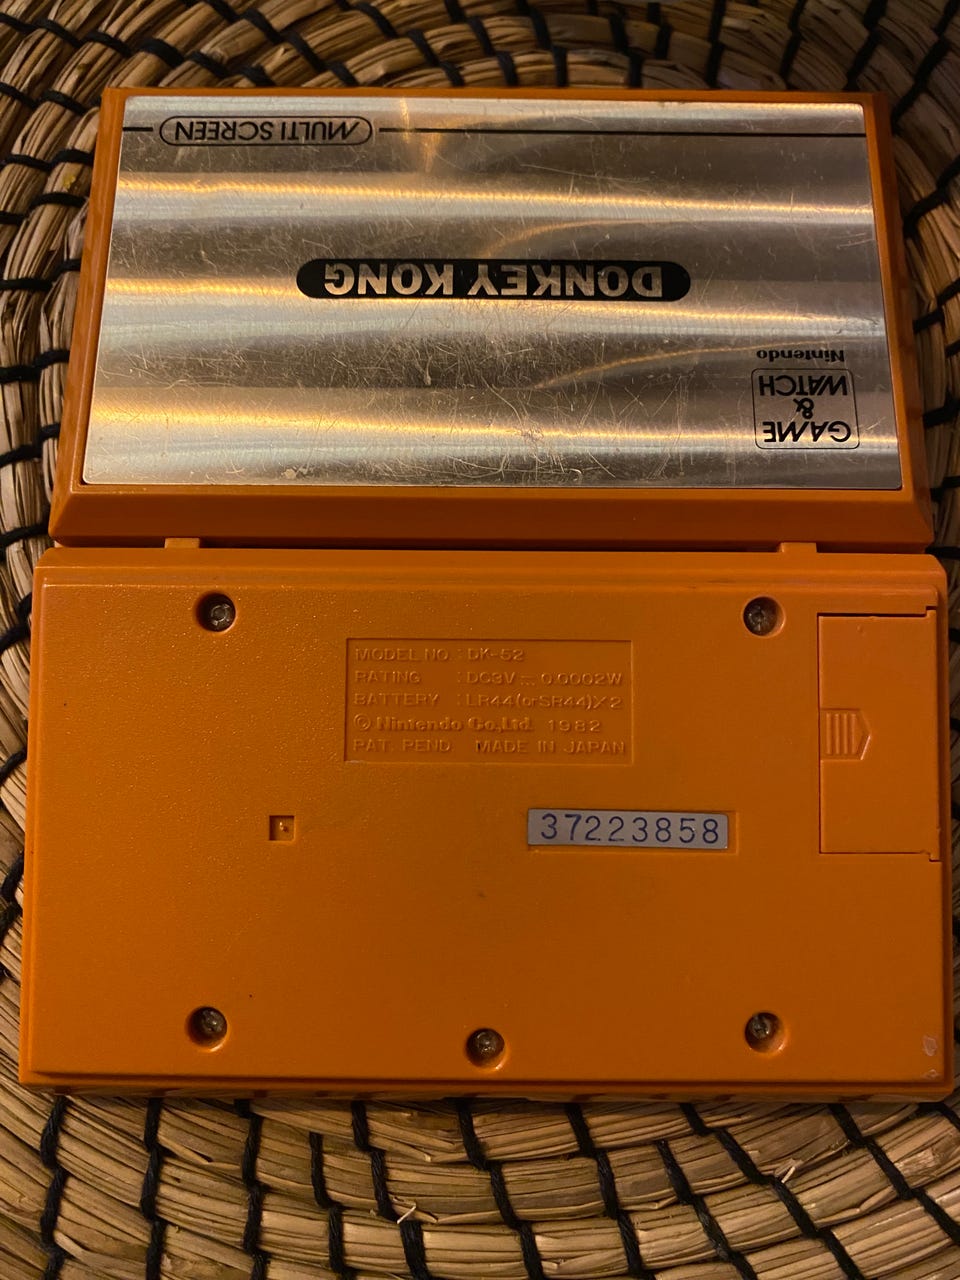 MULTI SCREEN
DONKEY KONG
Nintendo
GAME
&
WATCH
MODEL NO. : DK-52
RATING : DC3V ⎓ 0.0002W
BATTERY : LR44(orSR44)X2
© Nintendo Co.,Ltd. 1982
PAT. PEND MADE IN JAPAN
37223858